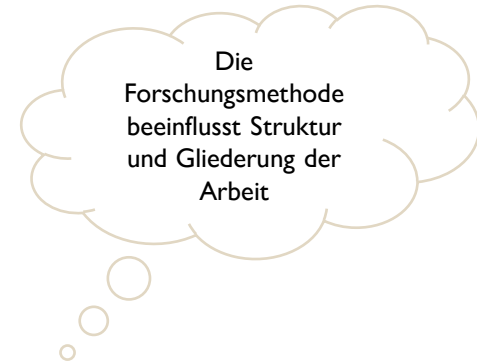 Die
Forschungsmethode
beeinflusst Struktur
und Gliederung der
Arbeit